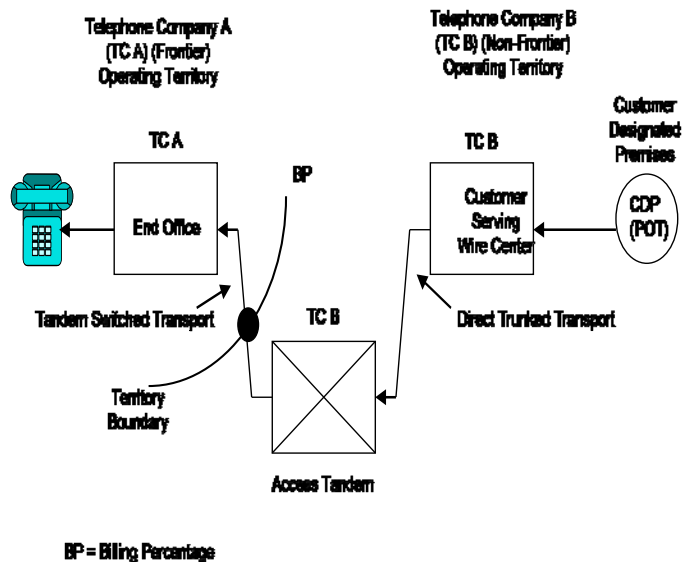 Telephone Company A
(TC A) (Frontier)
Operating Territory
Telephone Company B
(TC B) (Non-Frontier)
Operating Territory
Customer
Designated
Premises
TC A
TC B
BP
End Office
Customer
Serving
Wire Center
CDP
(POT)
Tandem Switched Transport
TC B
Direct Trunked Transport
Territory
Boundary
Access Tandem
BP = Billing Percentage